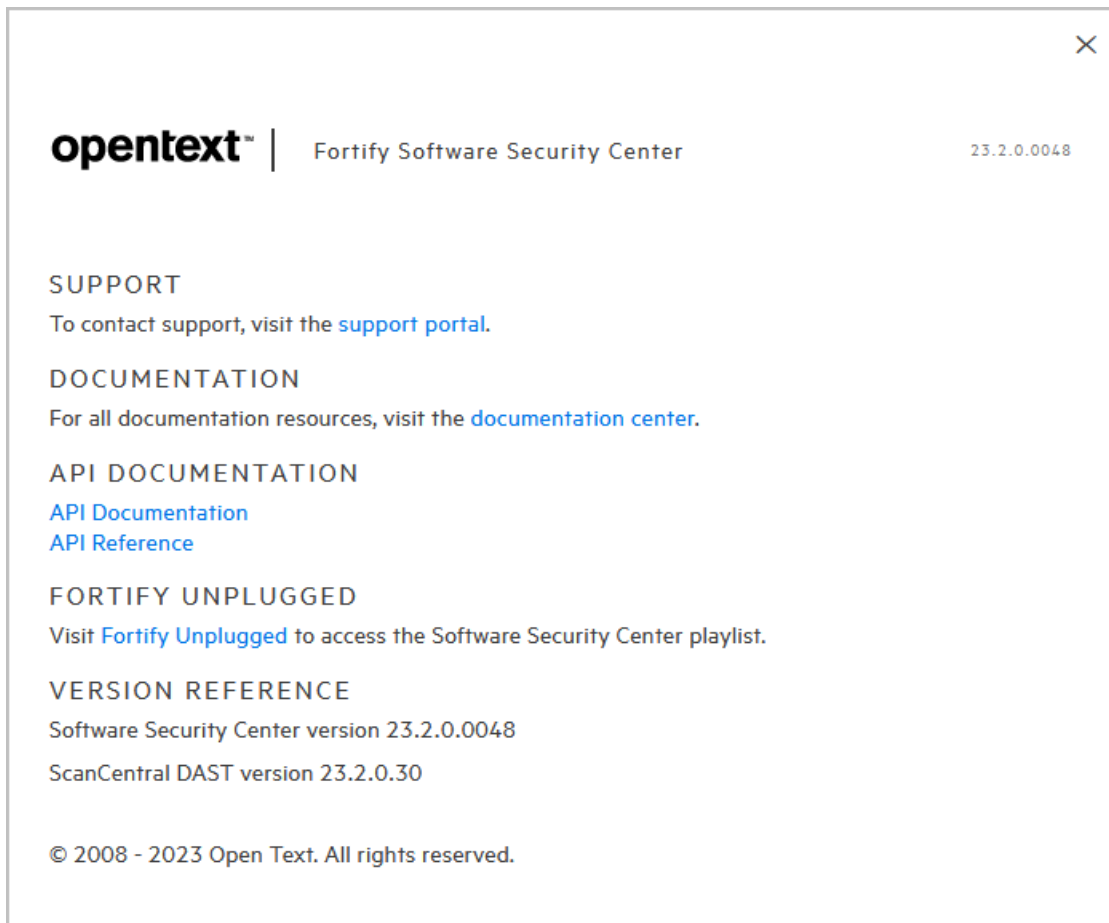 opentext™ | Fortify Software Security Center 23.2.0.0048
SUPPORT
To contact support, visit the support portal.
DOCUMENTATION
For all documentation resources, visit the documentation center.
API DOCUMENTATION
API Documentation
API Reference
FORTIFY UNPLUGGED
Visit Fortify Unplugged to access the Software Security Center playlist.
VERSION REFERENCE
Software Security Center version 23.2.0.0048
ScanCentral DAST version 23.2.0.30
© 2008 - 2023 Open Text. All rights reserved.